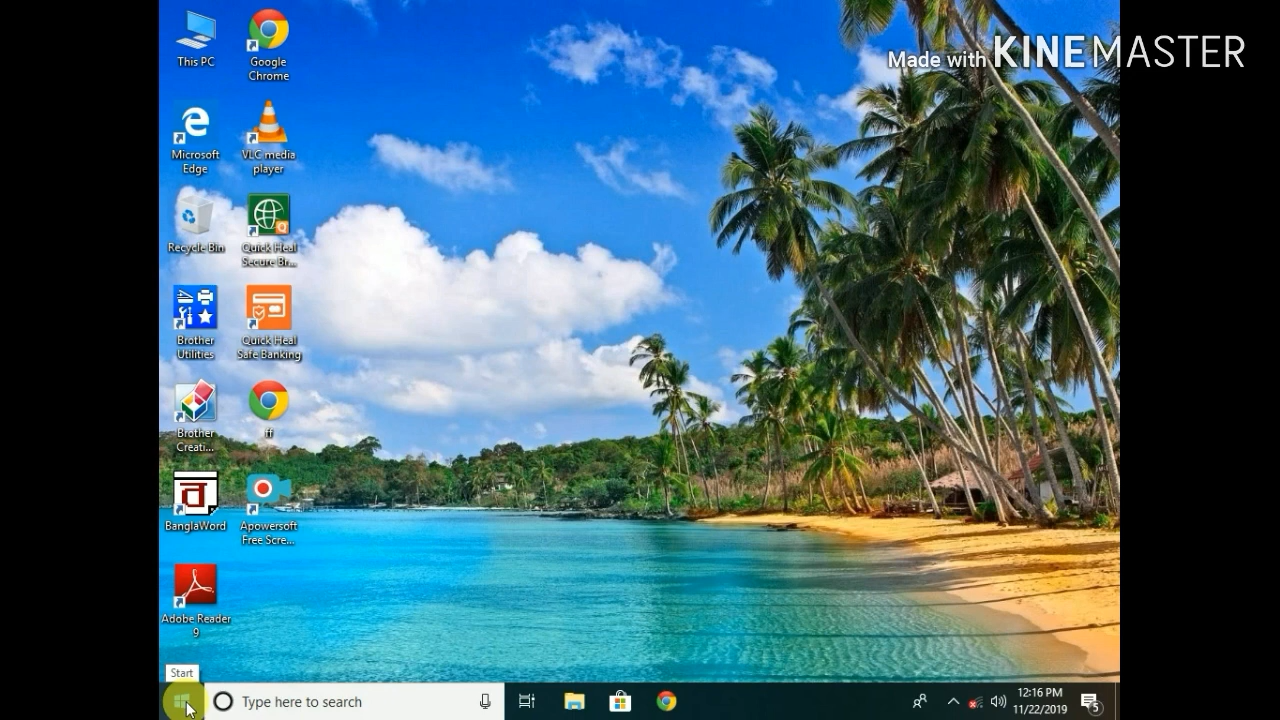 This PC
Google
Chrome
Made with KINEMASTER
Microsoft
Edge
VLC media
player
Recycle Bin
Quick Heal
Secure Br...
Brother
Utilities
Quick Heal
Safe Banking
Brother
Creati...
ff
BanglaWord
Apowersoft
Free Scre...
Adobe Reader
9
Start
Type here to search
12:16 PM
11/22/2019
5